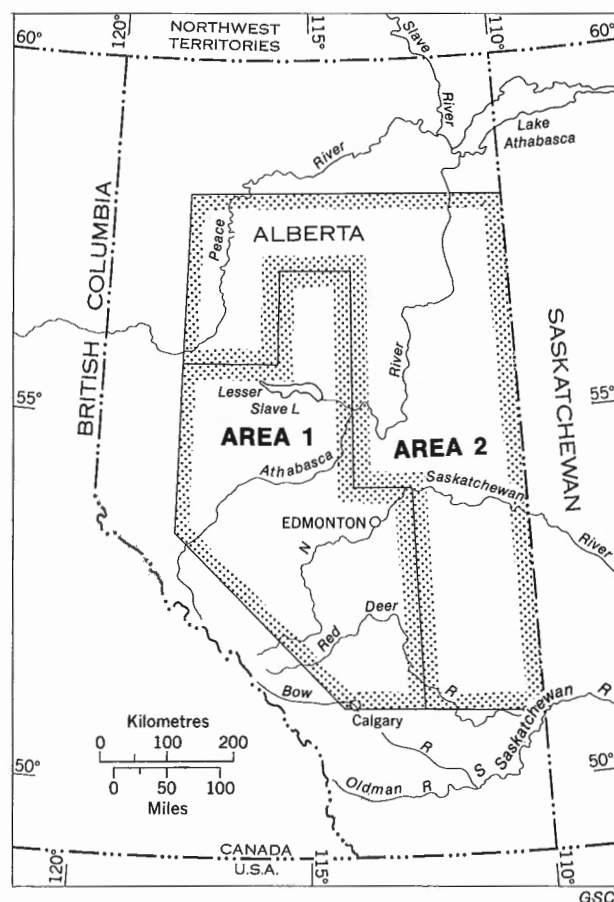 120°
NORTHWEST
TERRITORIES
115°
110°
60°
60°
Slave
River
Lake
Athabasca
River
Peace
ALBERTA
BRITISH COLUMBIA
SASKATCHEWAN
River
55°
55°
Lesser
Slave L
AREA 1
AREA 2
Athabasca
Saskatchewan
River
EDMONTON
N
Deer
Red
R
Bow
Calgary
Kilometres
0 100 200
0 50 100
Miles
R
S Saskatchewan R
50°
50°
Oldman R
CANADA
U.S.A.
120°
115°
110°
GSC